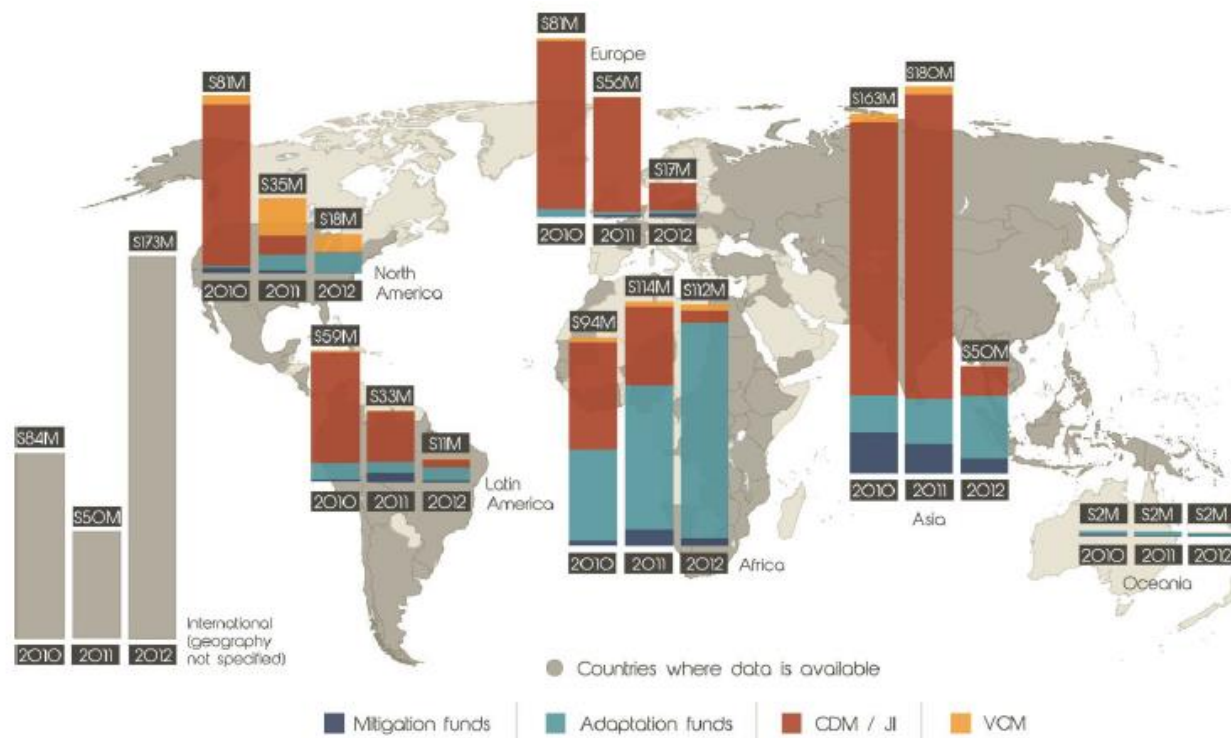 $81M
Europe
$81M
$56M
$180M
$163M
$35M
$17M
$18M
$173M
2010 2011 2012
North
America
2010 2011 2012
$114M
$112M
$94M
$59M
$50M
$33M
$84M
$11M
Latin
America
2010 2011 2012
2010 2011 2012
Asia
$50M
$2M $2M $2M
2010 2011 2012
Oceania
2010 2011 2012
Africa
International
(geography
not specified)
2010 2011 2012
Countries where data is available
Mitigation funds
Adaptation funds
CDM / JI
VCM